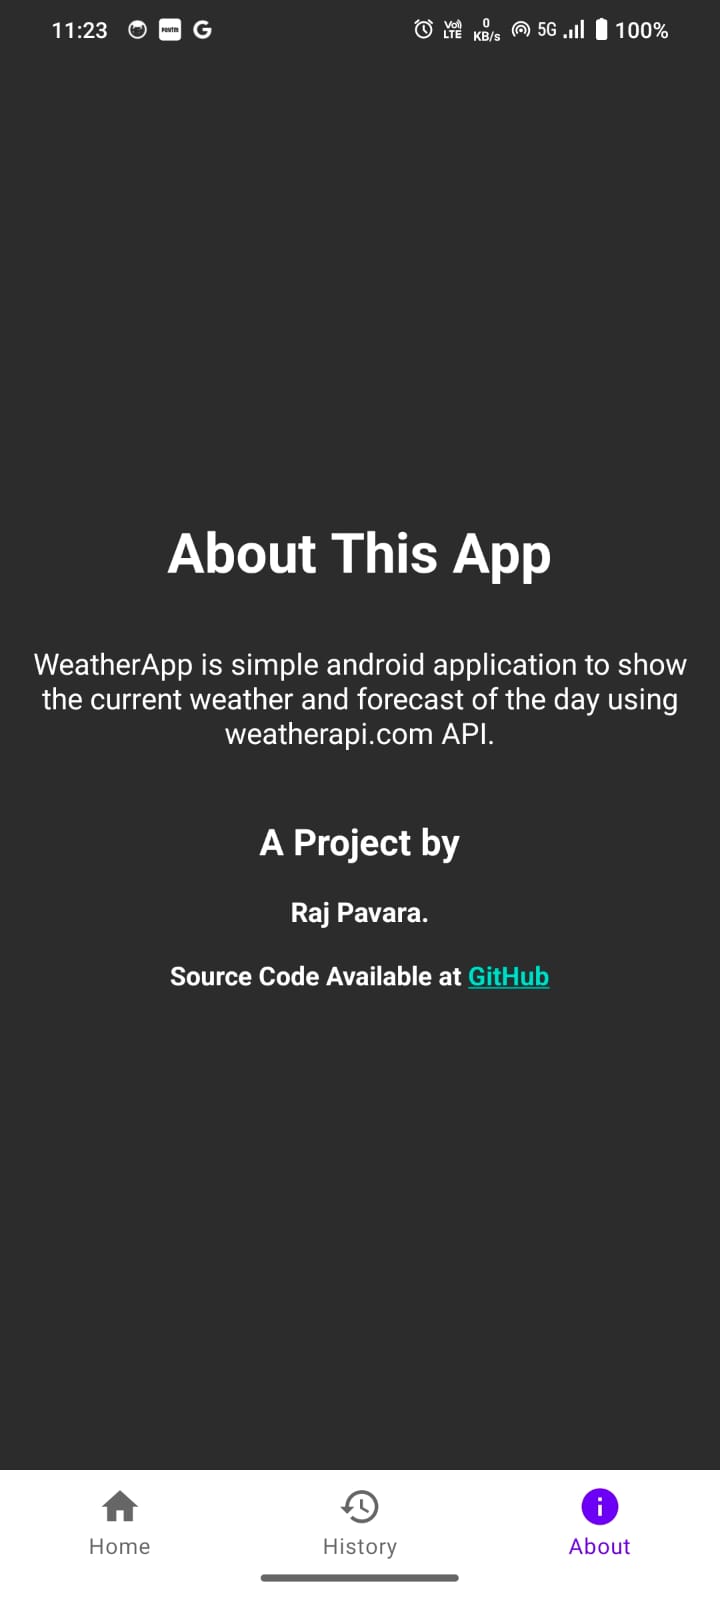 11:23 Paytm G Vo)) LTE 0 KB/s 5G 100%
About This App
WeatherApp is simple android application to show
the current weather and forecast of the day using
weatherapi.com API.
A Project by
Raj Pavara.
Source Code Available at GitHub
Home History About